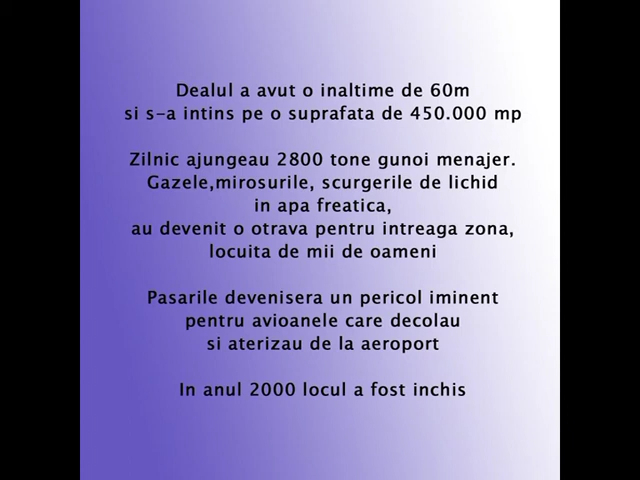 Dealul a avut o inaltime de 60m
si s-a intins pe o suprafata de 450.000 mp
Zilnic ajungeau 2800 tone gunoi menajer.
Gazele,mirosurile, scurgerile de lichid
in apa freatica,
au devenit o otrava pentru intreaga zona,
locuita de mii de oameni
Pasarile devenisera un pericol iminent
pentru avioanele care decolau
si aterizau de la aeroport
In anul 2000 locul a fost inchis